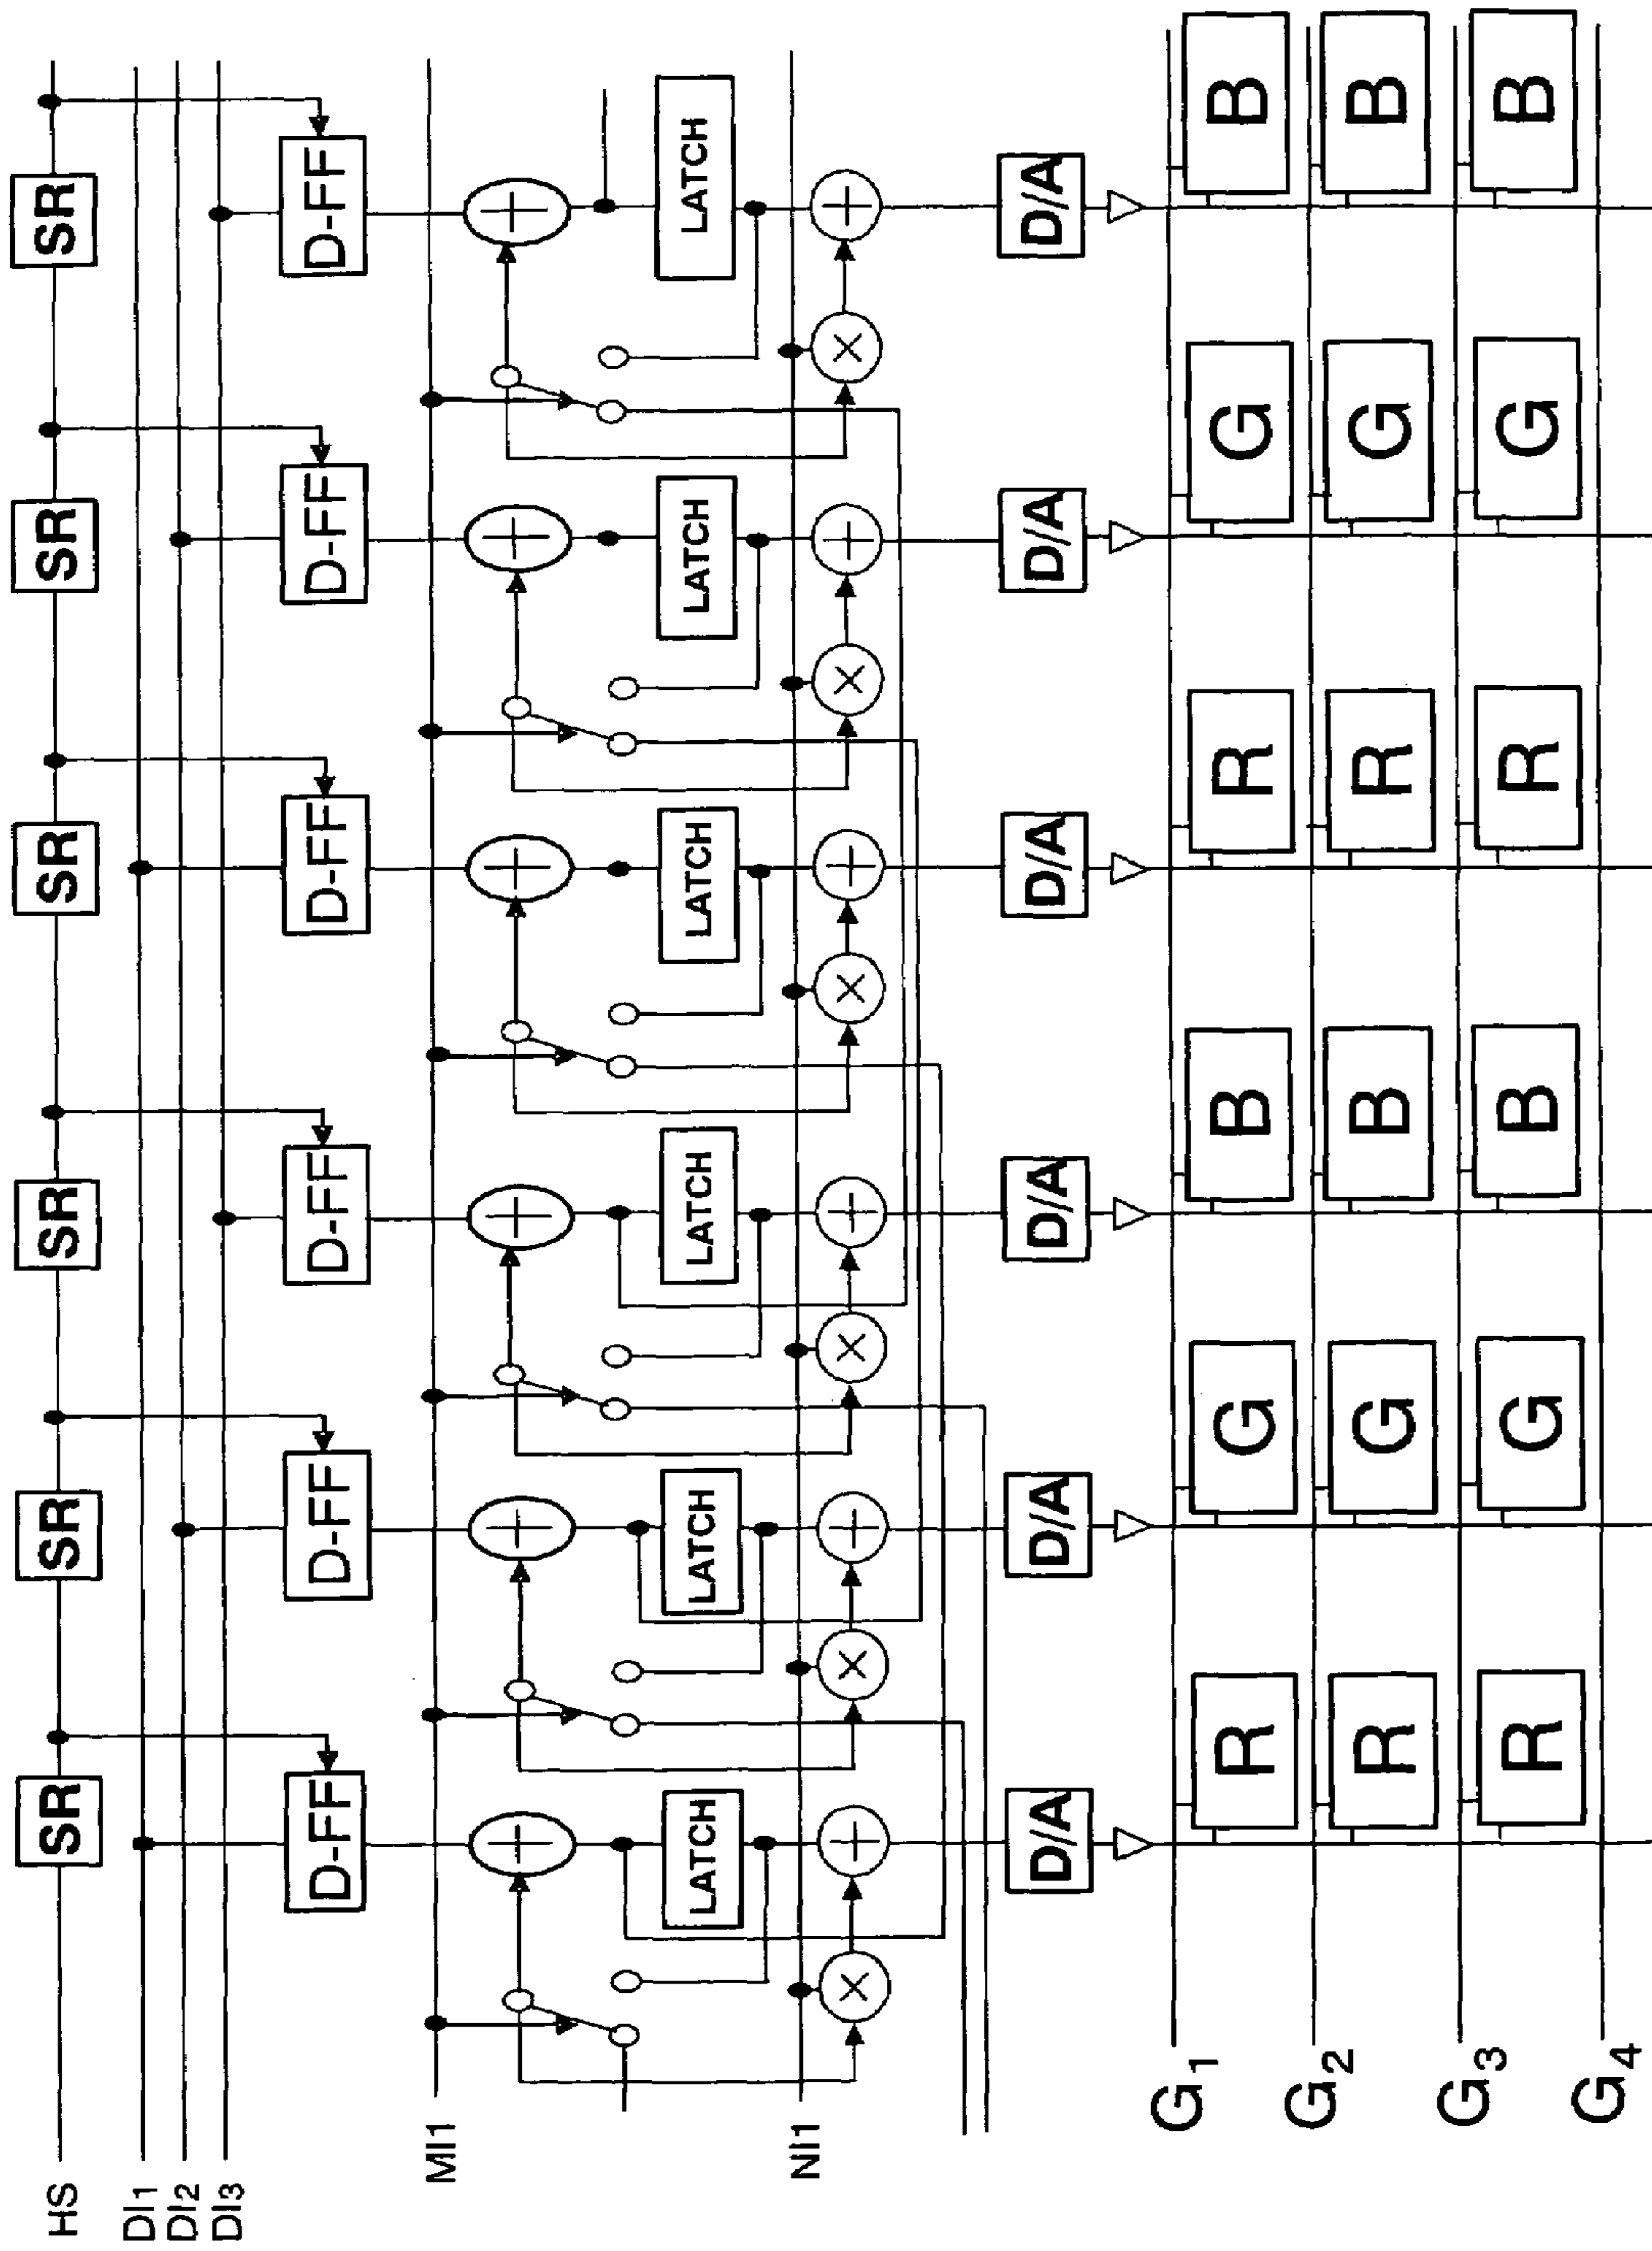 HS SR SR SR SR SR SR
DI1
DI2
DI3
D-FF D-FF D-FF D-FF D-FF D-FF
MI1
LATCH LATCH LATCH LATCH LATCH LATCH
NI1
D/A D/A D/A D/A D/A D/A
G1
R G B R G B
G2
R G B R G B
G3
R G B R G B
G4